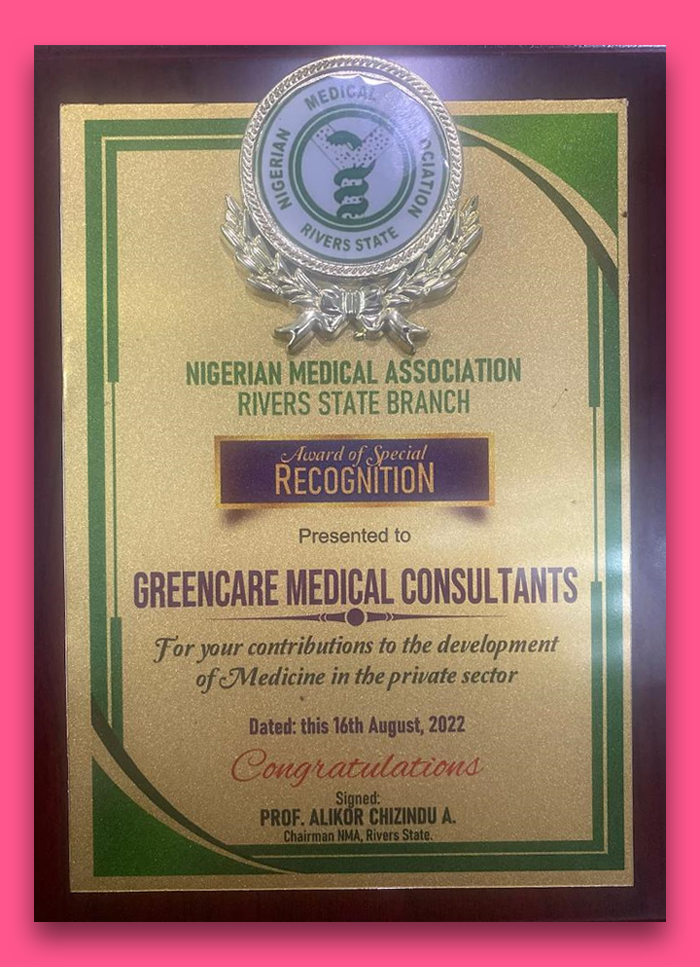 NIGERIAN MEDICAL OCIATION
RIVERS STATE
NIGERIAN MEDICAL ASSOCIATION
RIVERS STATE BRANCH
Award of Special
RECOGNITION
Presented to
GREENCARE MEDICAL CONSULTANTS
For your contributions to the development
of Medicine in the private sector
Dated: this 16th August, 2022
Congratulations
Signed:
PROF. ALIKOR CHIZINDU A.
Chairman NMA, Rivers State.